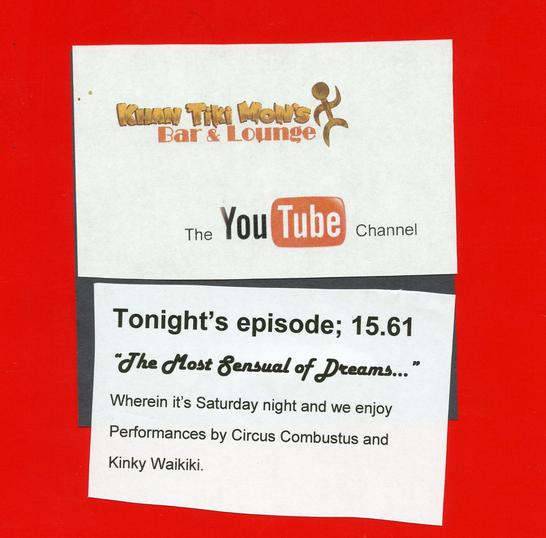 Khan Tiki Mon's
Bar & Lounge
The YouTube Channel
Tonight's episode; 15.61
"The Most Sensual of Dreams..."
Wherein it's Saturday night and we enjoy
Performances by Circus Combustus and
Kinky Waikiki.